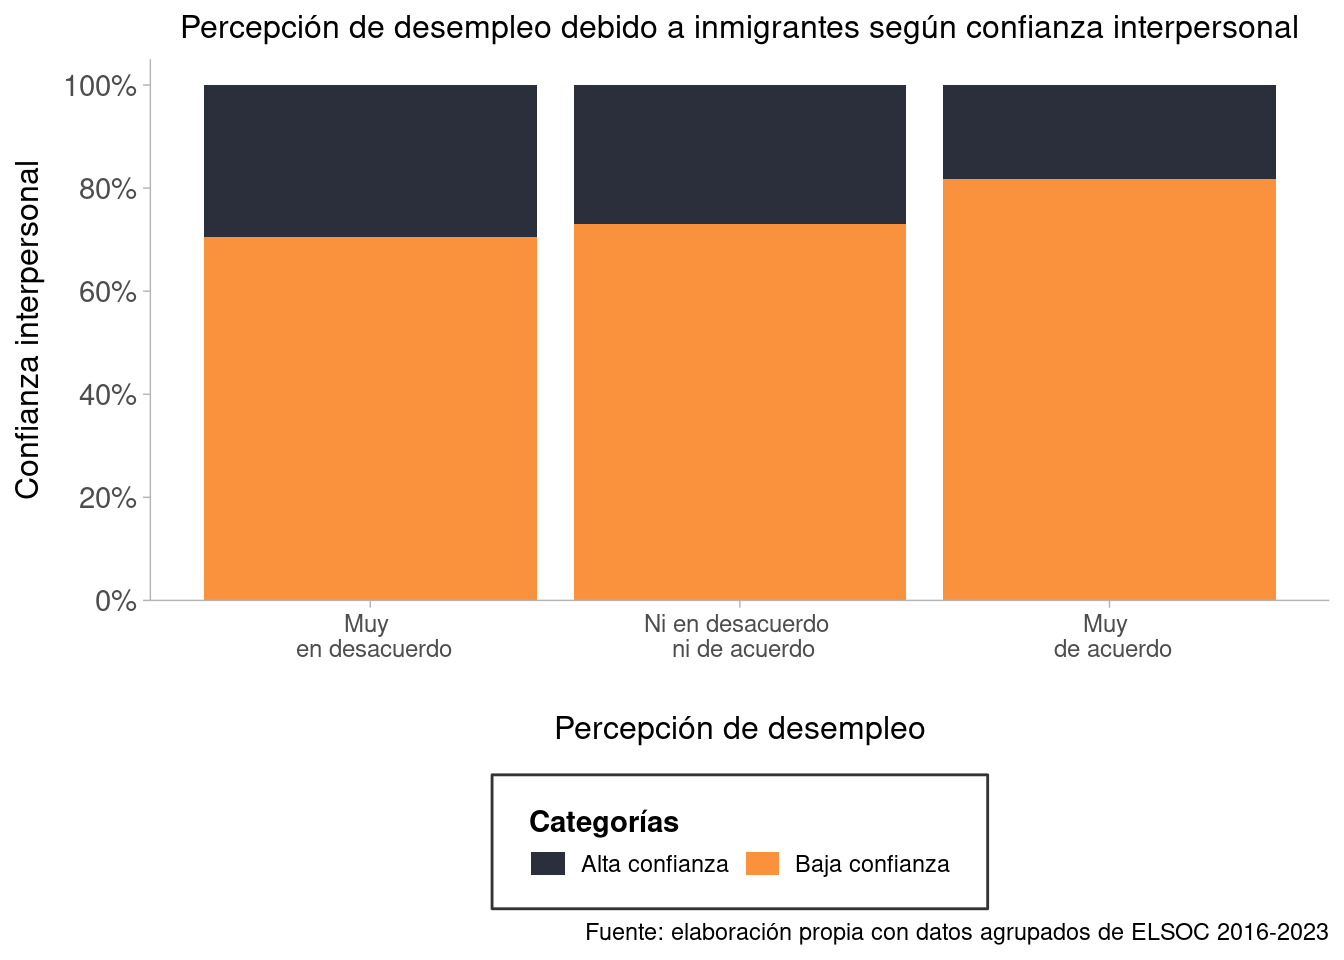 Percepción de desempleo debido a inmigrantes según confianza interpersonal
Confianza interpersonal
100%
80%
60%
40%
20%
0%
Muy
en desacuerdo
Ni en desacuerdo
ni de acuerdo
Muy
de acuerdo
Percepción de desempleo
Categorías
Alta confianza
Baja confianza
Fuente: elaboración propia con datos agrupados de ELSOC 2016-2023